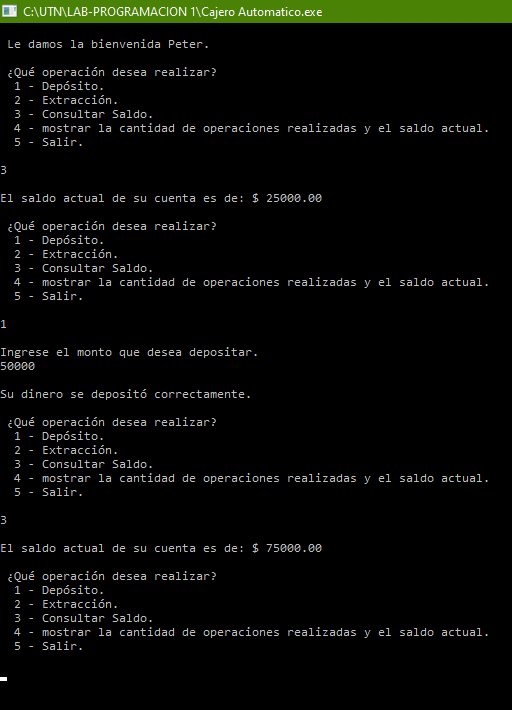 C:\UTN\LAB-PROGRAMACION 1\Cajero Automatico.exe
Le damos la bienvenida Peter.
¿Qué operación desea realizar?
1 - Depósito.
2 - Extracción.
3 - Consultar Saldo.
4 - mostrar la cantidad de operaciones realizadas y el saldo actual.
5 - Salir.
3
El saldo actual de su cuenta es de: $ 25000.00
¿Qué operación desea realizar?
1 - Depósito.
2 - Extracción.
3 - Consultar Saldo.
4 - mostrar la cantidad de operaciones realizadas y el saldo actual.
5 - Salir.
1
Ingrese el monto que desea depositar.
50000
Su dinero se depositó correctamente.
¿Qué operación desea realizar?
1 - Depósito.
2 - Extracción.
3 - Consultar Saldo.
4 - mostrar la cantidad de operaciones realizadas y el saldo actual.
5 - Salir.
3
El saldo actual de su cuenta es de: $ 75000.00
¿Qué operación desea realizar?
1 - Depósito.
2 - Extracción.
3 - Consultar Saldo.
4 - mostrar la cantidad de operaciones realizadas y el saldo actual.
5 - Salir.